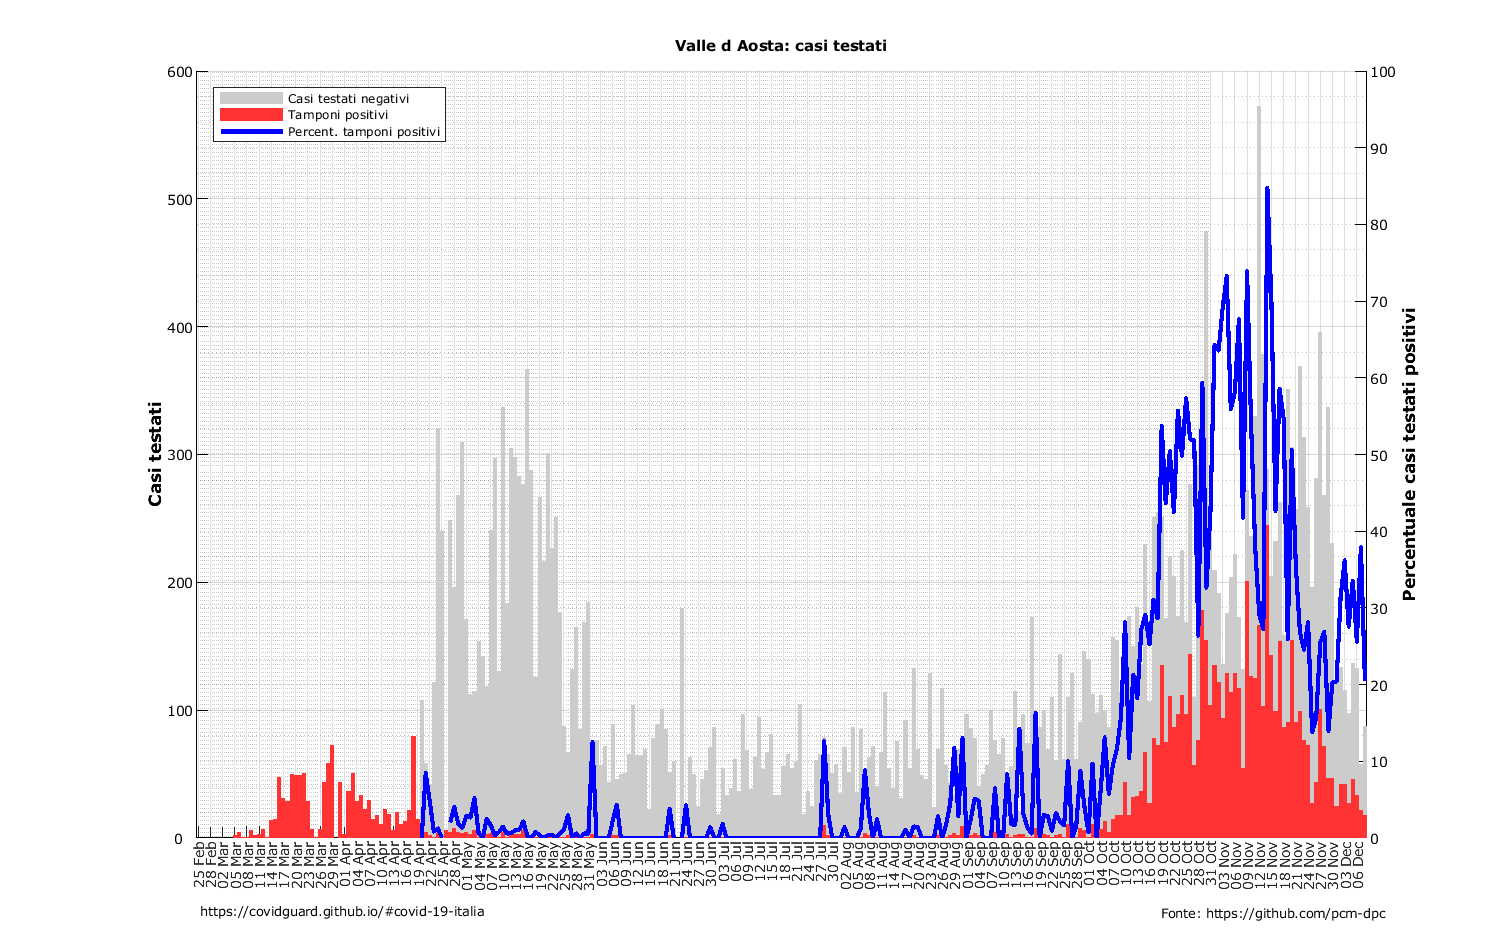 Valle d Aosta: casi testati
Casi testati negativi
Tamponi positivi
Percent. tamponi positivi
Casi testati
600
500
400
300
200
100
0
Percentuale casi testati positivi
100
90
80
70
60
50
40
30
20
10
0
25 Feb
28 Feb
02 Mar
05 Mar
08 Mar
11 Mar
14 Mar
17 Mar
20 Mar
23 Mar
26 Mar
29 Mar
01 Apr
04 Apr
07 Apr
10 Apr
13 Apr
16 Apr
19 Apr
22 Apr
25 Apr
28 Apr
01 May
04 May
07 May
10 May
13 May
16 May
19 May
22 May
25 May
28 May
31 May
03 Jun
06 Jun
09 Jun
12 Jun
15 Jun
18 Jun
21 Jun
24 Jun
27 Jun
30 Jun
03 Jul
06 Jul
09 Jul
12 Jul
15 Jul
18 Jul
21 Jul
24 Jul
27 Jul
30 Jul
02 Aug
05 Aug
08 Aug
11 Aug
14 Aug
17 Aug
20 Aug
23 Aug
26 Aug
29 Aug
01 Sep
04 Sep
07 Sep
10 Sep
13 Sep
16 Sep
19 Sep
22 Sep
25 Sep
28 Sep
01 Oct
04 Oct
07 Oct
10 Oct
13 Oct
16 Oct
19 Oct
22 Oct
25 Oct
28 Oct
31 Oct
03 Nov
06 Nov
09 Nov
12 Nov
15 Nov
18 Nov
21 Nov
24 Nov
27 Nov
30 Nov
03 Dec
06 Dec
https://covidguard.github.io/#covid-19-italia
Fonte: https://github.com/pcm-dpc